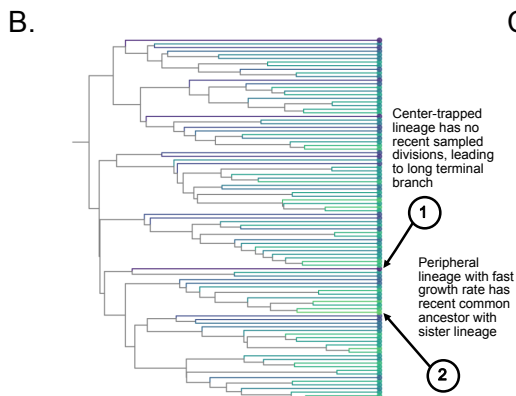 B.
C
Center-trapped
lineage has no
recent sampled
divisions, leading
to long terminal
branch
1
Peripheral
lineage with fast
growth rate has
recent common
ancestor with
sister lineage
2